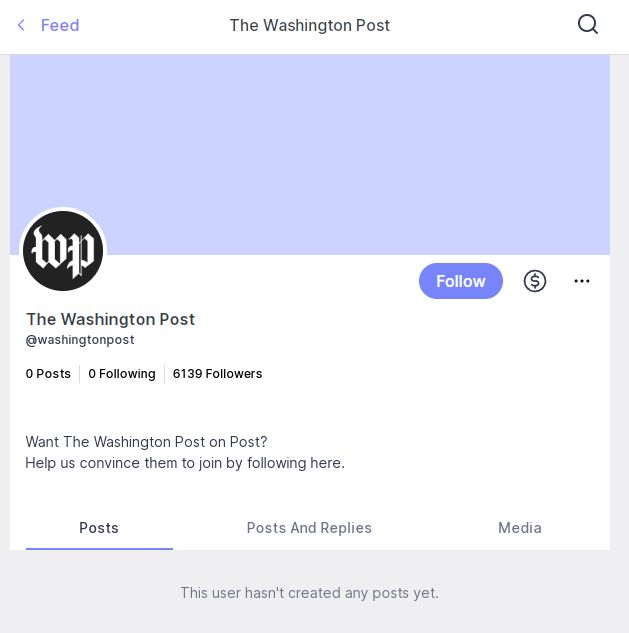 Feed
The Washington Post
wp
Follow
The Washington Post
@washingtonpost
0 Posts
0 Following
6139 Followers
Want The Washington Post on Post?
Help us convince them to join by following here.
Posts
Posts And Replies
Media
This user hasn't created any posts yet.